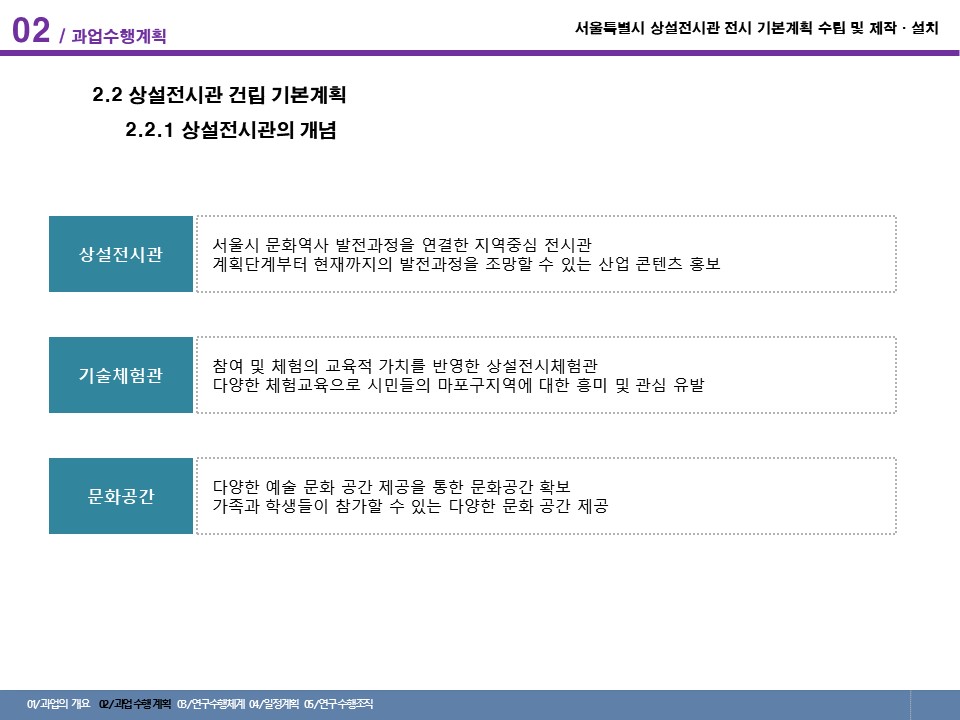 02 / 과업수행계획
서울특별시 상설전시관 전시 기본계획 수립 및 제작 · 설치
2.2 상설전시관 건립 기본계획
2.2.1 상설전시관의 개념
상설전시관
서울시 문화역사 발전과정을 연결한 지역중심 전시관
계획단계부터 현재까지의 발전과정을 조망할 수 있는 산업 콘텐츠 홍보
기술체험관
참여 및 체험의 교육적 가치를 반영한 상설전시체험관
다양한 체험교육으로 시민들의 마포구지역에 대한 흥미 및 관심 유발
문화공간
다양한 예술 문화 공간 제공을 통한 문화공간 확보
가족과 학생들이 참가할 수 있는 다양한 문화 공간 제공
01/과업의 개요 02/과업수행계획 03/연구수행체계 04/일정계획 05/연구수행조직